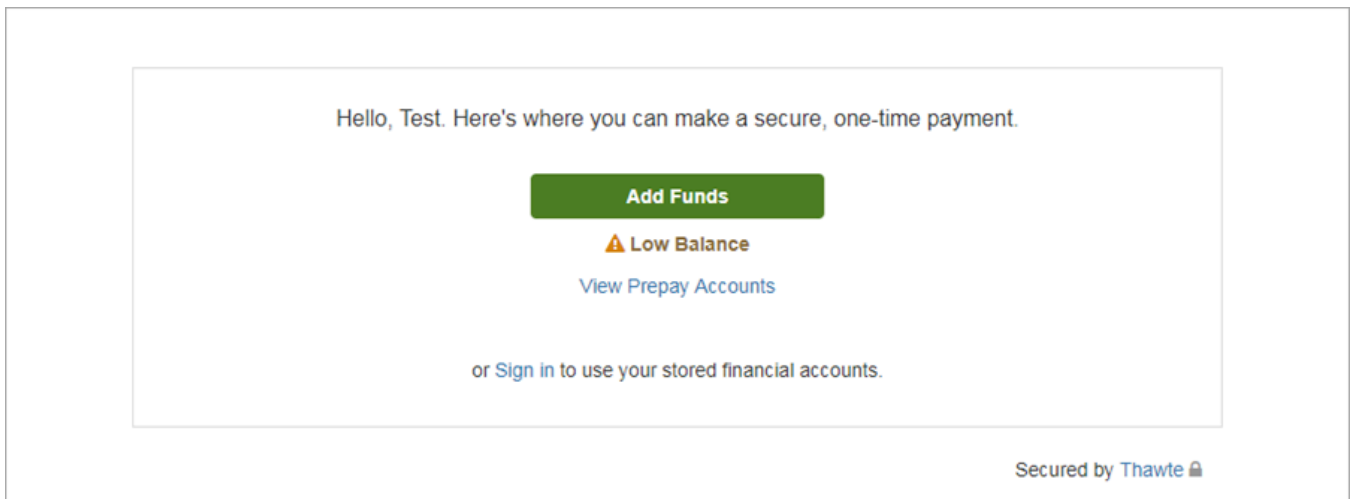 Hello, Test. Here's where you can make a secure, one-time payment.
Add Funds
Low Balance
View Prepay Accounts
or Sign in to use your stored financial accounts.
Secured by Thawte